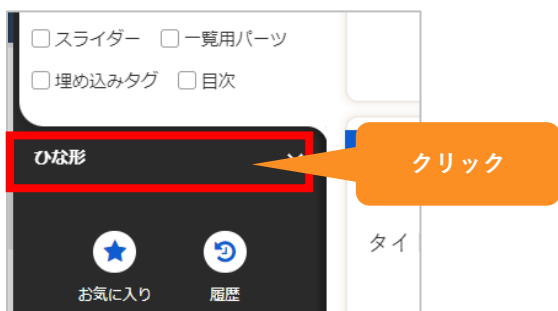 スライダー 一覧用パーツ
埋め込みタグ 目次
ひな形
クリック
タイ
お気に入り 履歴